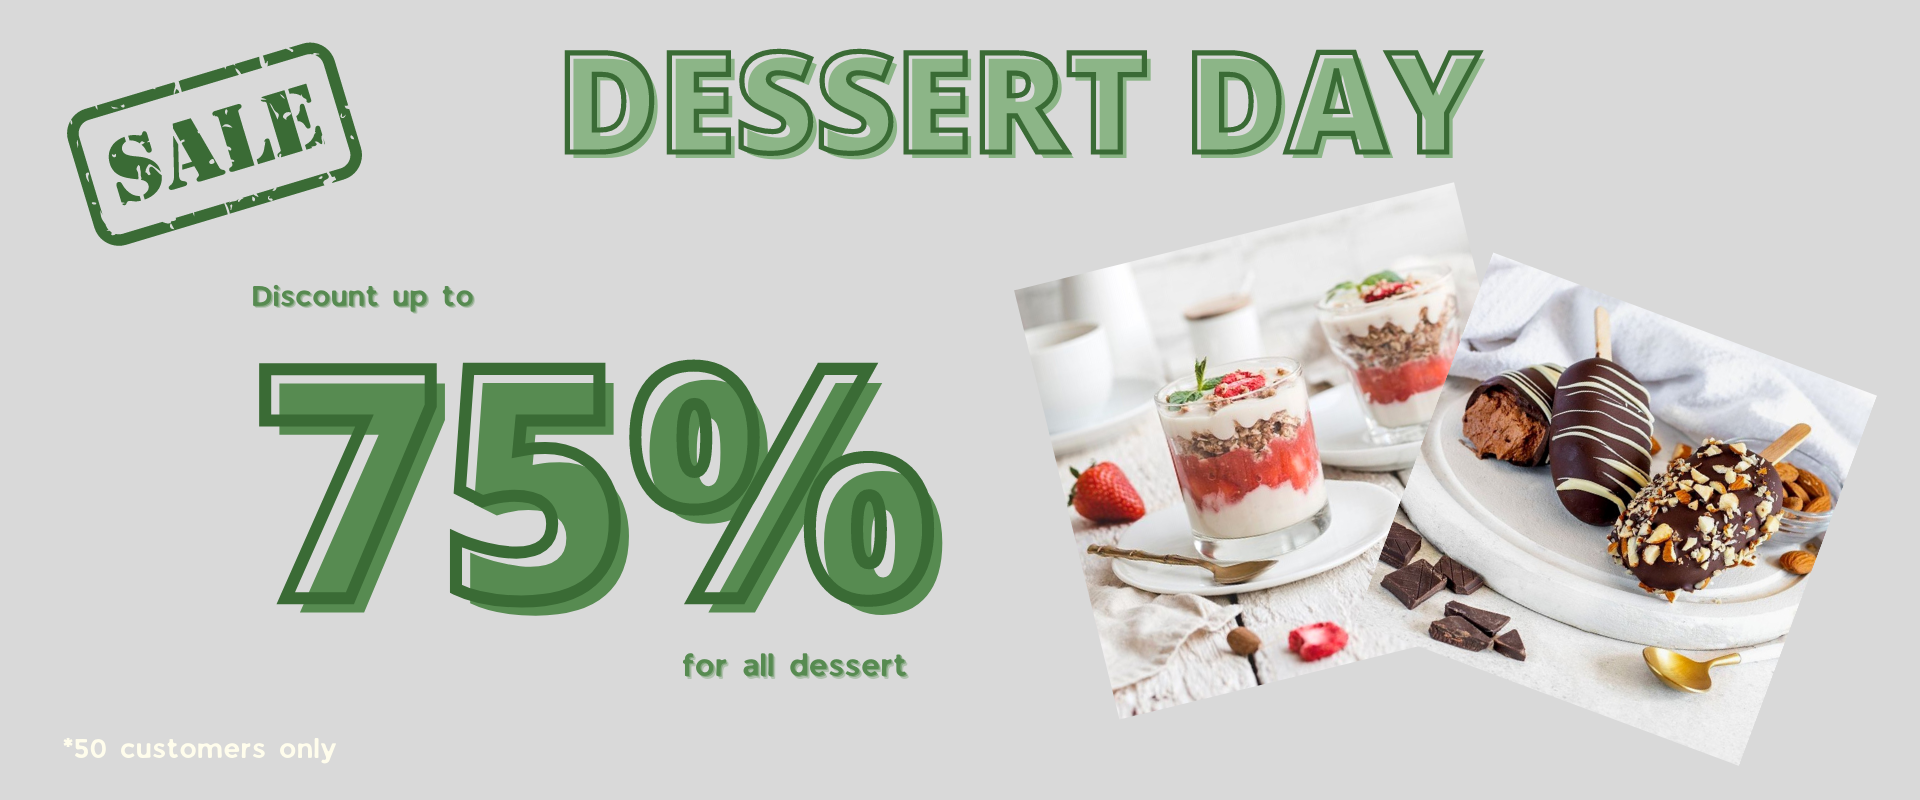 SALE
DESSERT DAY
Discount up to
75%
for all dessert
*50 customers only